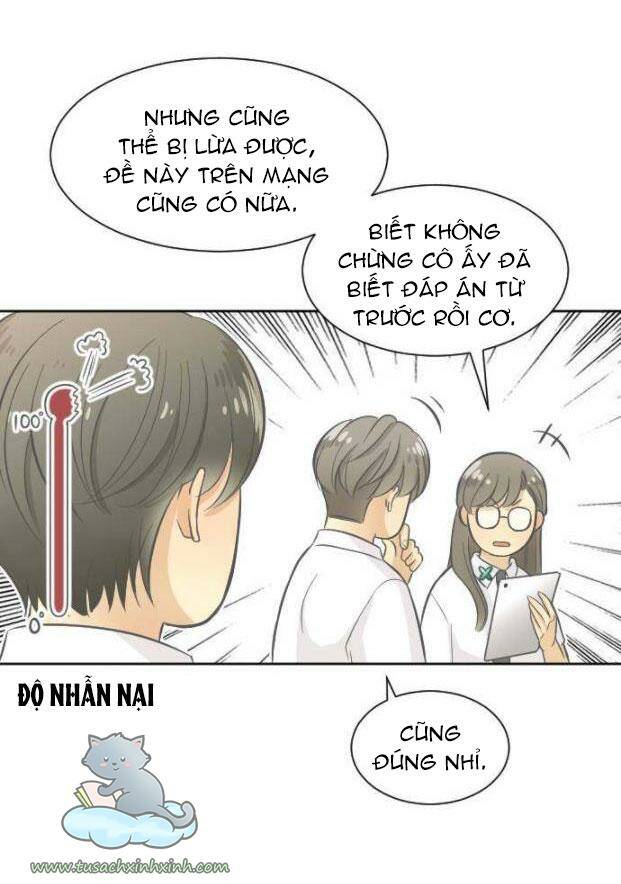 NHƯNG CŨNG
THỂ BỊ LỪA ĐƯỢC,
ĐỀ NÀY TRÊN MẠNG
CŨNG CÓ NỮA.
BIẾT KHÔNG
CHỪNG CÔ ẤY ĐÃ
BIẾT ĐÁP ÁN TỪ
TRƯỚC RỒI CƠ.
100°
0°
ĐỘ NHẪN NẠI
CŨNG
ĐÚNG NHỈ.
www.tusachxinhxinh.com